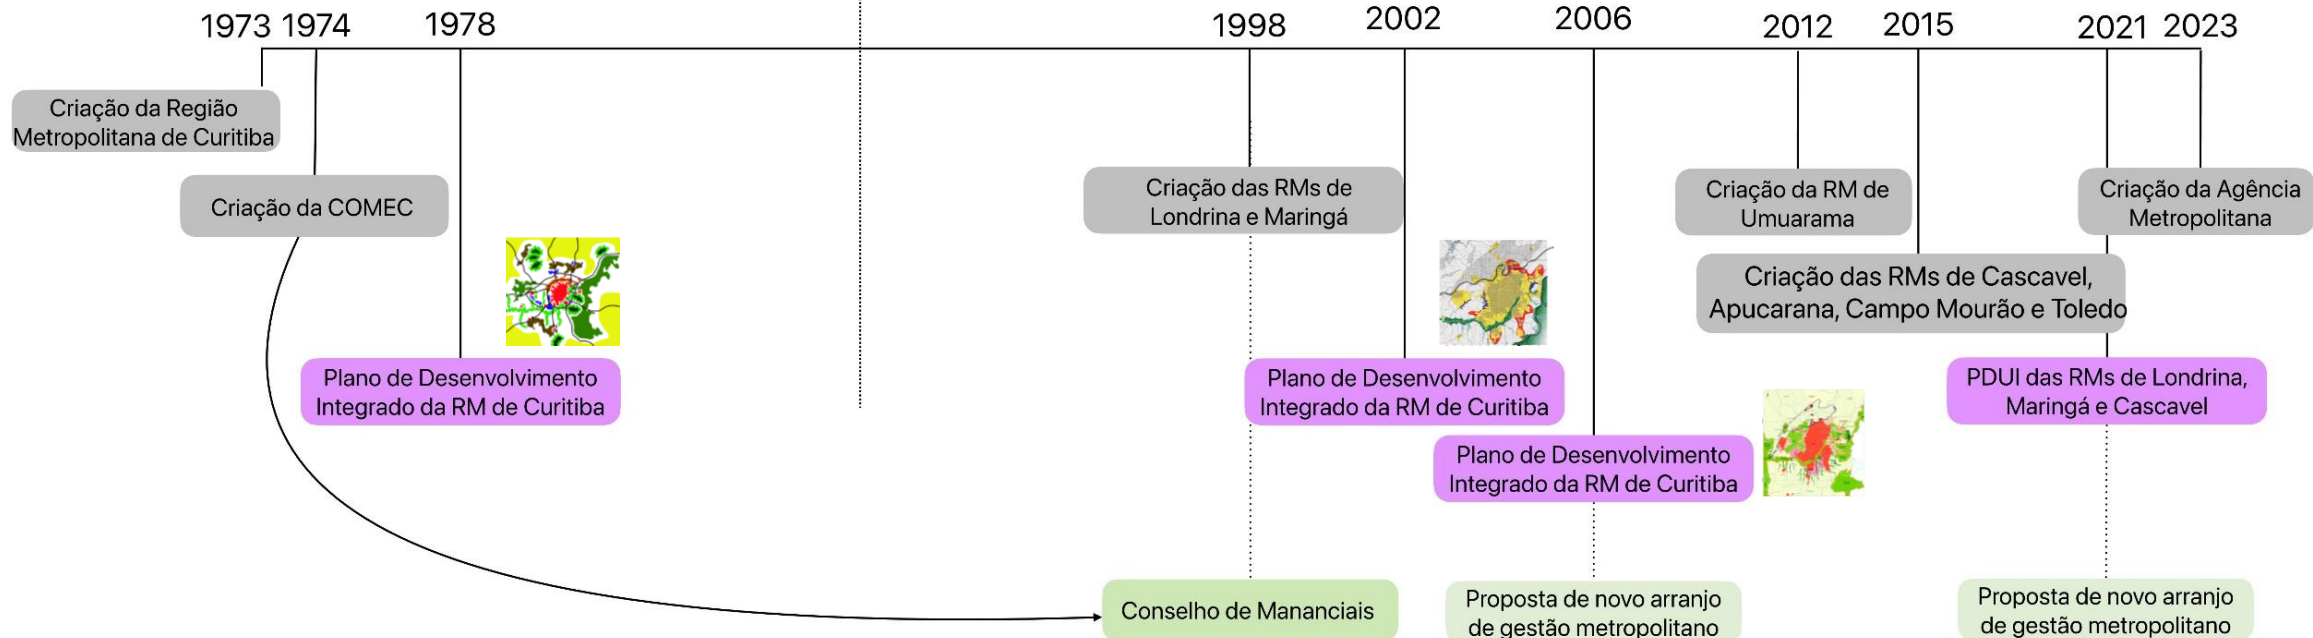 1973 1974 1978 1998 2002 2006 2012 2015 2021 2023
Criação da Região
Metropolitana de Curitiba
Criação da COMEC
Plano de Desenvolvimento
Integrado da RM de Curitiba
Criação das RMs de
Londrina e Maringá
Plano de Desenvolvimento
Integrado da RM de Curitiba
Plano de Desenvolvimento
Integrado da RM de Curitiba
Criação da RM de
Umuarama
Criação das RMs de Cascavel,
Apucarana, Campo Mourão e Toledo
Criação da Agência
Metropolitana
PDUI das RMs de Londrina,
Maringá e Cascavel
Conselho de Mananciais
Proposta de novo arranjo
de gestão metropolitano
Proposta de novo arranjo
de gestão metropolitano